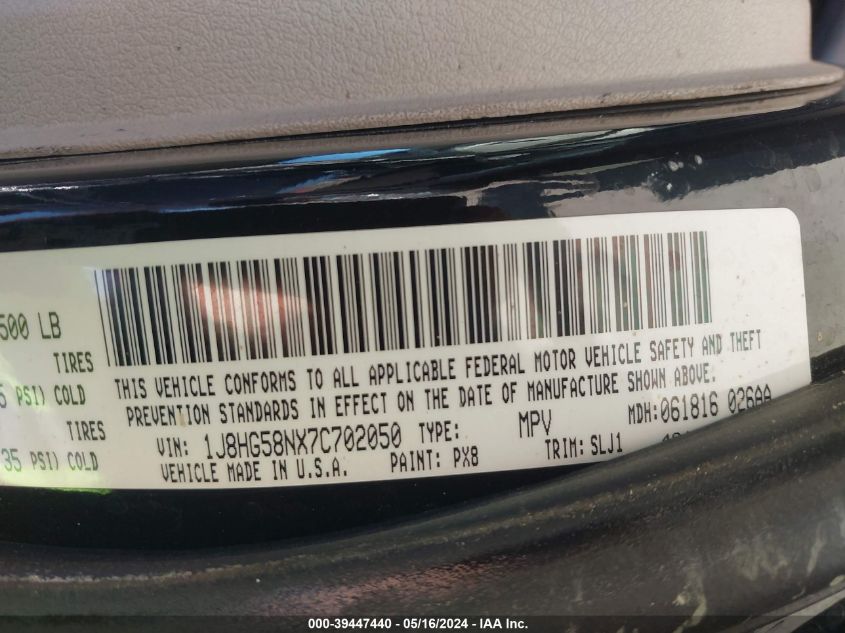 500 LB
TIRES
PSI) COLD
TIRES
35 PSI) COLD
THIS VEHICLE CONFORMS TO ALL APPLICABLE FEDERAL MOTOR VEHICLE SAFETY AND THEFT
PREVENTION STANDARDS IN EFFECT ON THE DATE OF MANUFACTURE SHOWN ABOVE.
VIN: 1J8HG58NX7C702050 TYPE: MPV MDH: 061816 026AA
VEHICLE MADE IN U.S.A. PAINT: PX8 TRIM: SLJ1
000-39447440 - 05/16/2024 - IAA Inc.